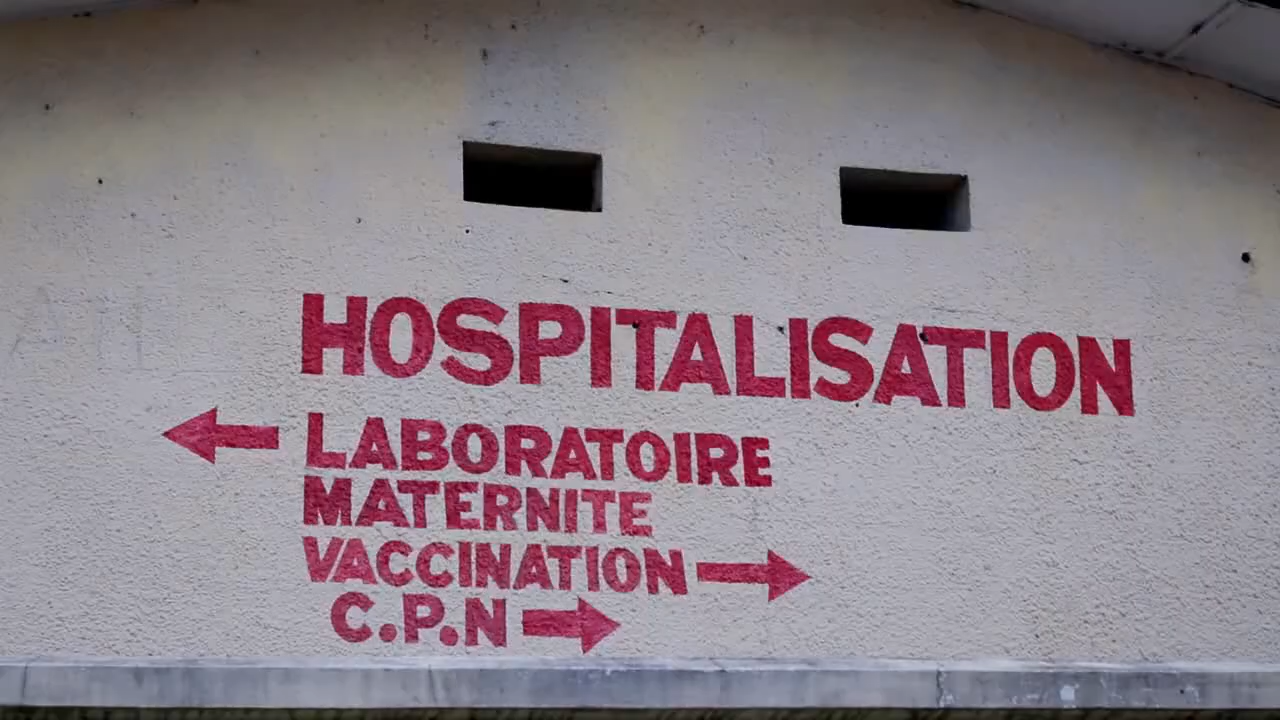 HOSPITALISATION
LABORATOIRE
MATERNITE
VACCINATION
C.P.N